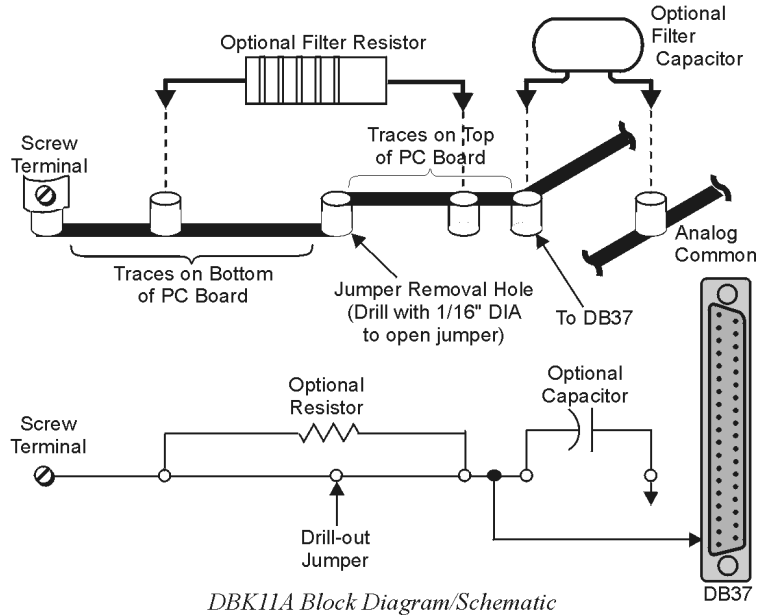 Optional Filter Resistor
Optional
Filter
Capacitor
Traces on Top
of PC Board
Screw
Terminal
Analog
Common
Traces on Bottom
of PC Board
Jumper Removal Hole
(Drill with 1/16" DIA
to open jumper)
To DB37
Optional
Resistor
Optional
Capacitor
Screw
Terminal
Drill-out
Jumper
DB37
DBK11A Block Diagram/Schematic